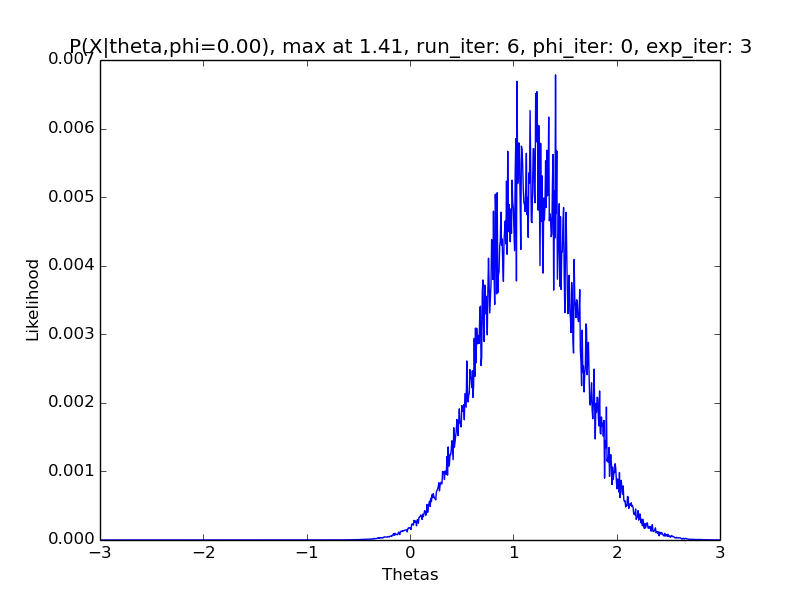 P(X|theta,phi=0.00), max at 1.41, run_iter: 6, phi_iter: 0, exp_iter: 3
0.007
0.006
0.005
0.004
0.003
0.002
0.001
0.000
Likelihood
−3 −2 −1 0 1 2 3
Thetas